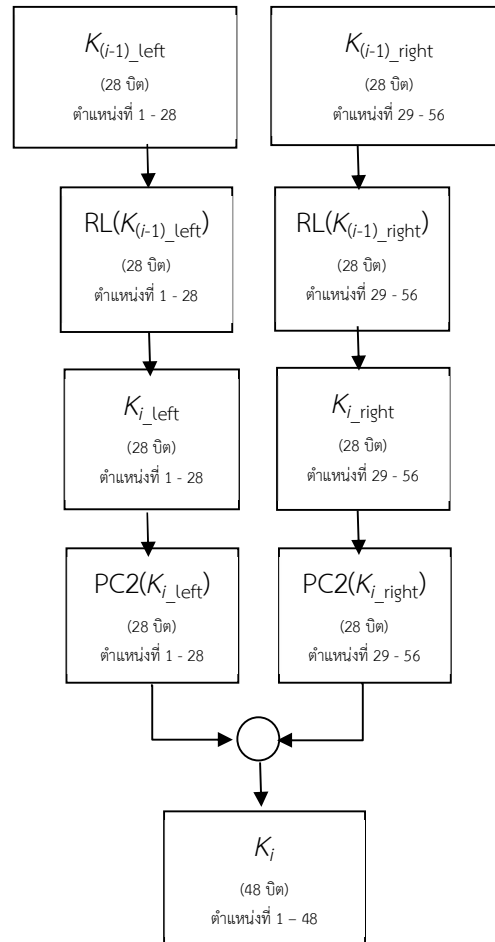 K(i-1)_left
(28 บิต)
ตำแหน่งที่ 1 - 28
K(i-1)_right
(28 บิต)
ตำแหน่งที่ 29 - 56
RL(K(i-1)_left)
(28 บิต)
ตำแหน่งที่ 1 - 28
RL(K(i-1)_right)
(28 บิต)
ตำแหน่งที่ 29 - 56
Ki_left
(28 บิต)
ตำแหน่งที่ 1 - 28
Ki_right
(28 บิต)
ตำแหน่งที่ 29 - 56
PC2(Ki_left)
(28 บิต)
ตำแหน่งที่ 1 - 28
PC2(Ki_right)
(28 บิต)
ตำแหน่งที่ 29 - 56
Ki
(48 บิต)
ตำแหน่งที่ 1 – 48